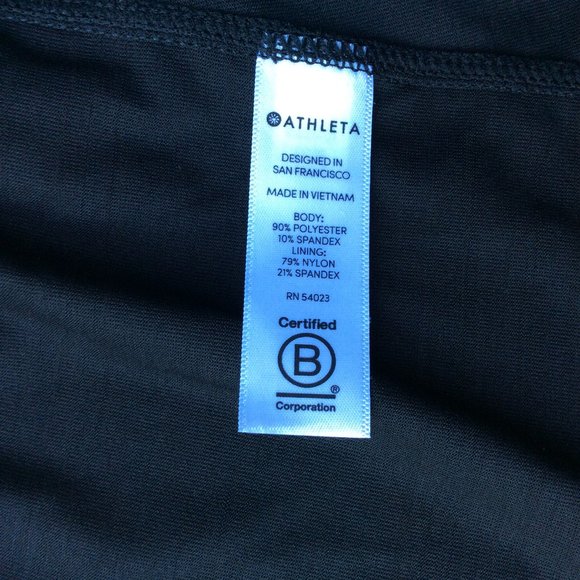 ATHLETA
DESIGNED IN
SAN FRANCISCO
MADE IN VIETNAM
BODY:
90% POLYESTER
10% SPANDEX
LINING:
79% NYLON
21% SPANDEX
RN 54023
Certified
B
®
Corporation